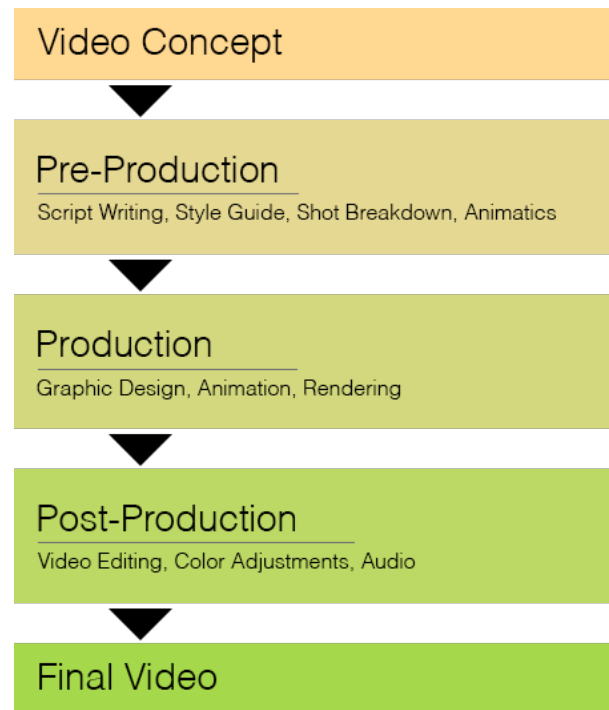 Video Concept
Pre-Production
Script Writing, Style Guide, Shot Breakdown, Animatics
Production
Graphic Design, Animation, Rendering
Post-Production
Video Editing, Color Adjustments, Audio
Final Video